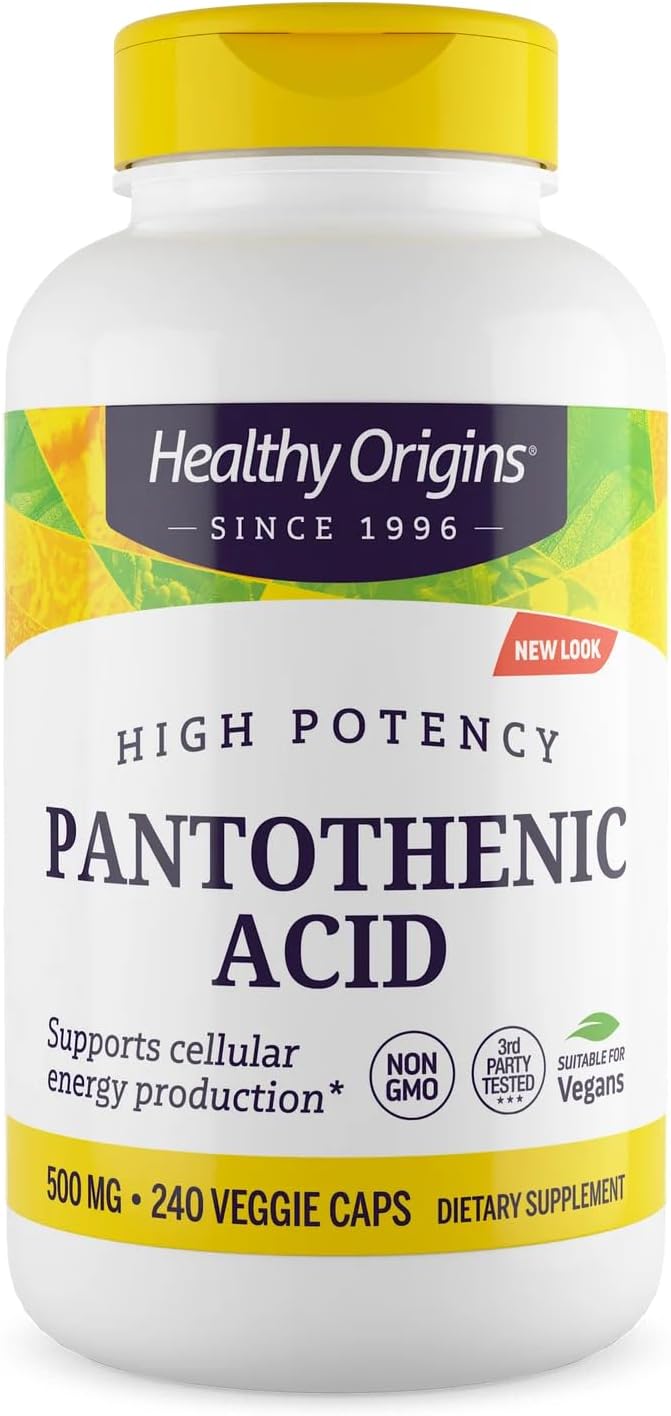 Healthy Origins®
SINCE 1996
NEW LOOK
HIGH POTENCY
PANTOTHENIC
ACID
Supports cellular
energy production*
NON
GMO
3rd
PARTY
TESTED
SUITABLE FOR
Vegans
500 MG • 240 VEGGIE CAPS DIETARY SUPPLEMENT